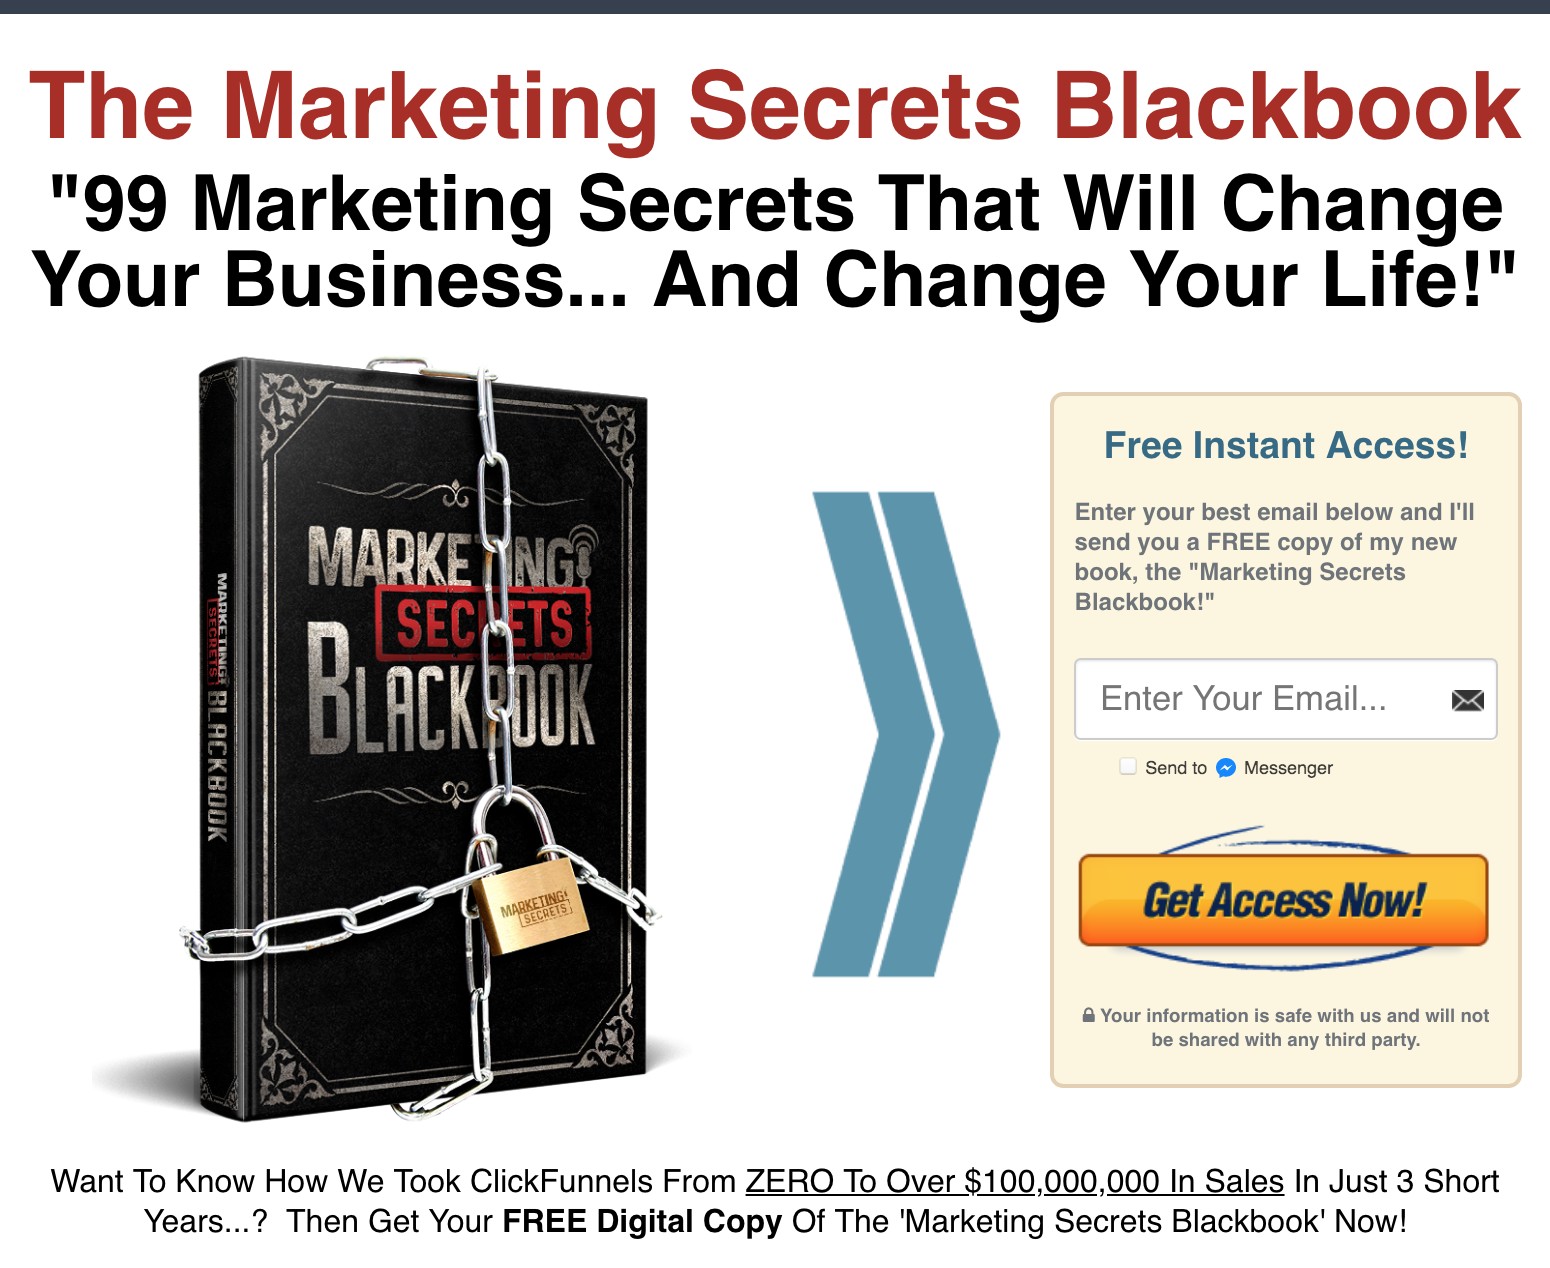 The Marketing Secrets Blackbook
"99 Marketing Secrets That Will Change
Your Business... And Change Your Life!"
MARKETING
SECRETS
BLACKBOOK
MARKETING
SECRETS
BLACKBOOK
MARKETING
SECRETS
Free Instant Access!
Enter your best email below and I'll
send you a FREE copy of my new
book, the "Marketing Secrets
Blackbook!"
Enter Your Email...
Send to Messenger
Get Access Now!
Your information is safe with us and will not
be shared with any third party.
Want To Know How We Took ClickFunnels From ZERO To Over $100,000,000 In Sales In Just 3 Short
Years...? Then Get Your FREE Digital Copy Of The 'Marketing Secrets Blackbook' Now!